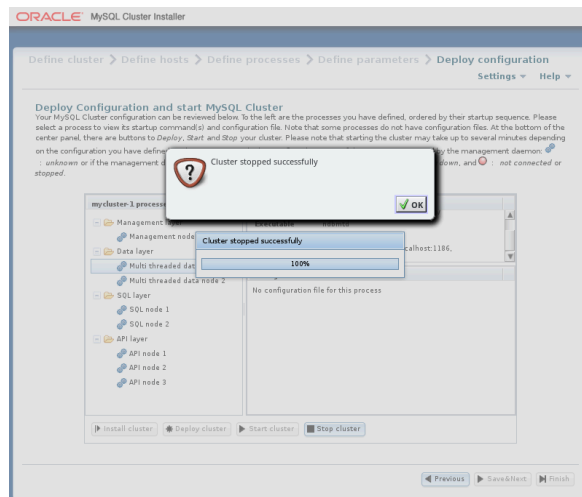 ORACLE MySQL Cluster Installer
Define cluster > Define hosts > Define processes > Define parameters > Deploy configuration
Settings Help
Deploy Configuration and start MySQL Cluster
Your MySQL Cluster configuration can be reviewed below. To the left are the processes you have defined, ordered by their startup sequence. Please
select a process to view its startup command(s) and configuration file. Note that some processes do not have configuration files. At the bottom of the
center panel, there are buttons to Deploy, Start and Stop your cluster. Please note that starting the cluster may take up to several minutes depending
on the configuration you have define by the management daemon:
: unknown or if the management d down, and : not connected or
stopped.
Cluster stopped successfully
OK
mycluster-1 processe
Management layer
Management node
Data layer
Multi threaded dat
Multi threaded data node 2
SQL layer
SQL node 1
SQL node 2
API layer
API node 1
API node 2
API node 3
Cluster stopped successfully
100%
calhost:1186,
No configuration file for this process
Install cluster Deploy cluster Start cluster Stop cluster
Previous Save&Next Finish